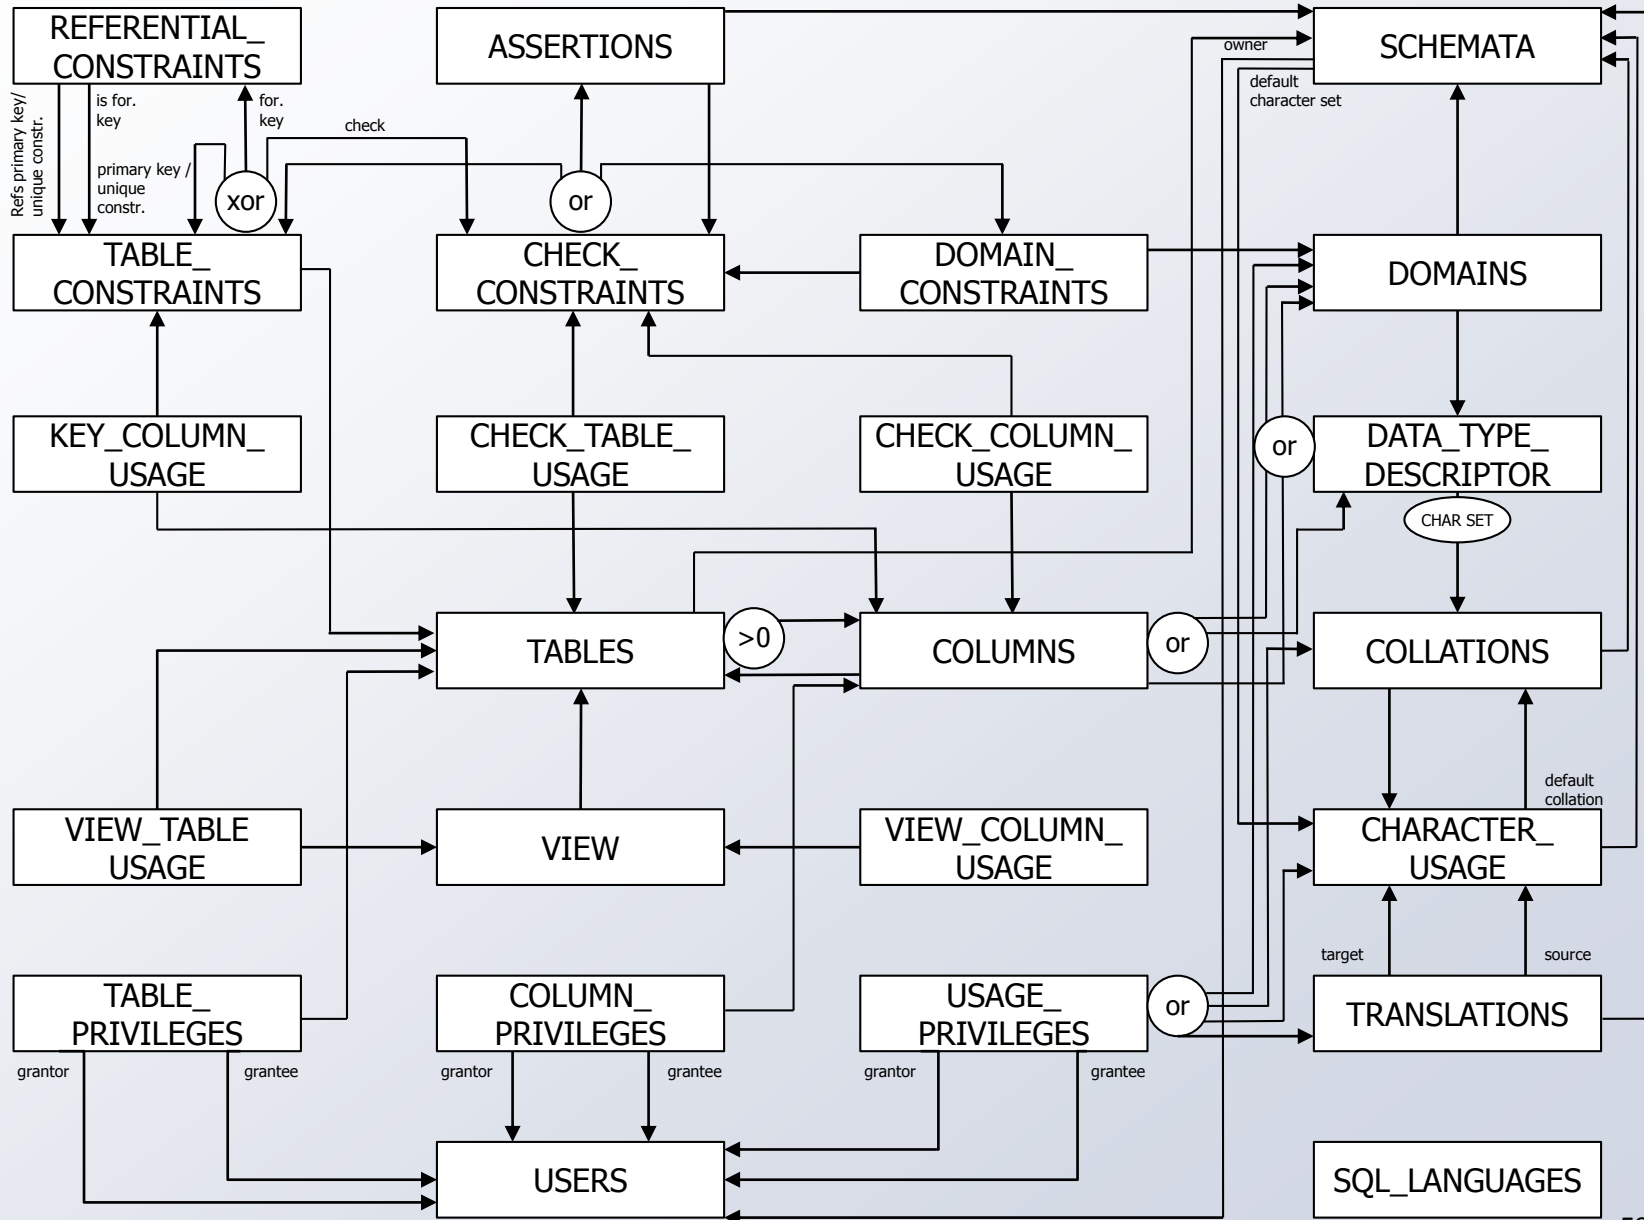 REFERENTIAL_
CONSTRAINTS
ASSERTIONS
SCHEMATA
owner
default
character set
Refs primary key/
unique constr.
is for.
key
for.
key
check
primary key /
unique
constr.
xor
or
TABLE_
CONSTRAINTS
CHECK_
CONSTRAINTS
DOMAIN_
CONSTRAINTS
DOMAINS
KEY_COLUMN_
USAGE
CHECK_TABLE_
USAGE
CHECK_COLUMN_
USAGE
or
DATA_TYPE_
DESCRIPTOR
CHAR SET
TABLES
>0
COLUMNS
or
COLLATIONS
default
collation
VIEW_TABLE
USAGE
VIEW
VIEW_COLUMN_
USAGE
CHARACTER_
USAGE
target
source
TABLE_
PRIVILEGES
COLUMN_
PRIVILEGES
USAGE_
PRIVILEGES
or
TRANSLATIONS
grantor
grantee
grantor
grantee
grantor
grantee
USERS
SQL_LANGUAGES